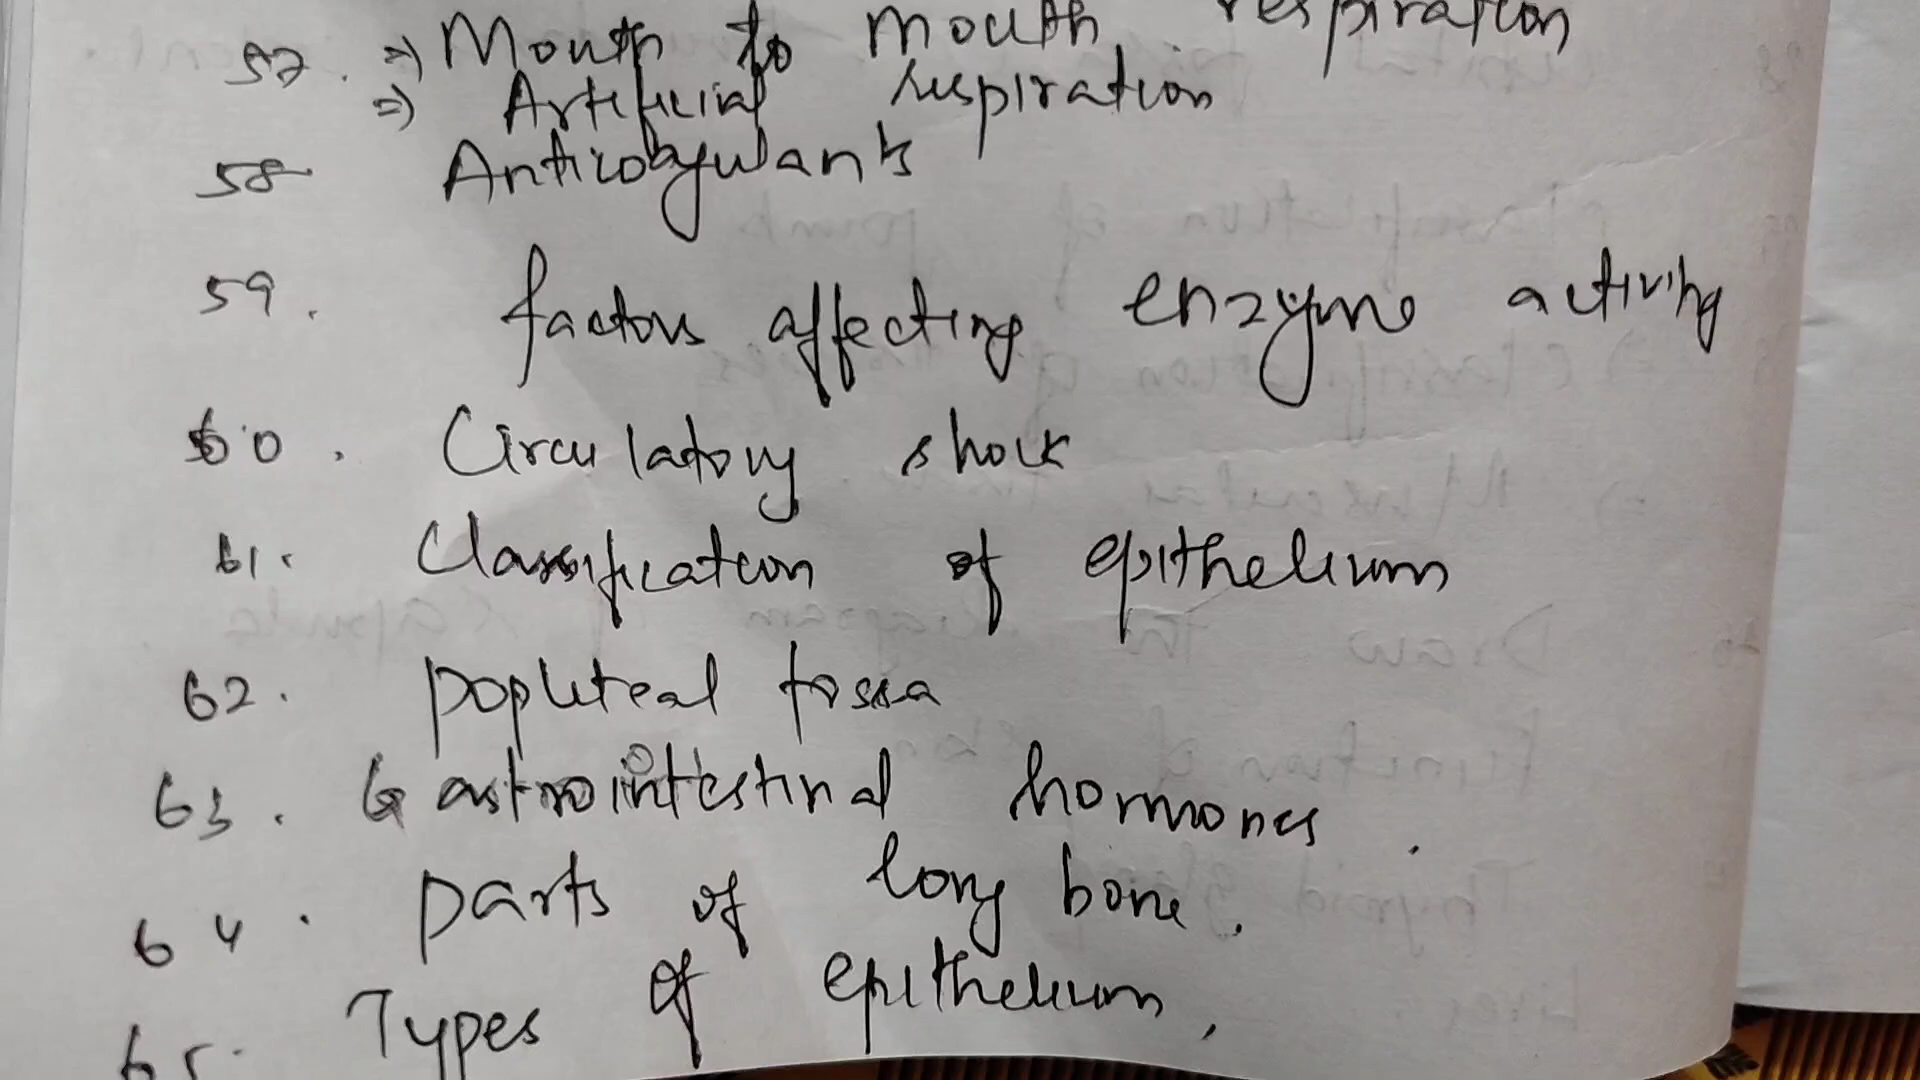 57. => Mouth to mouth respiration
=> Artificial respiration
58 Anticoagulants
59. factors affecting enzyme activity
60. Circulatory shock
61. Classification of epithelium
62. popliteal fossa
63. Gastrointestinal hormones.
64. parts of long bone.
65. Types of epithelium,